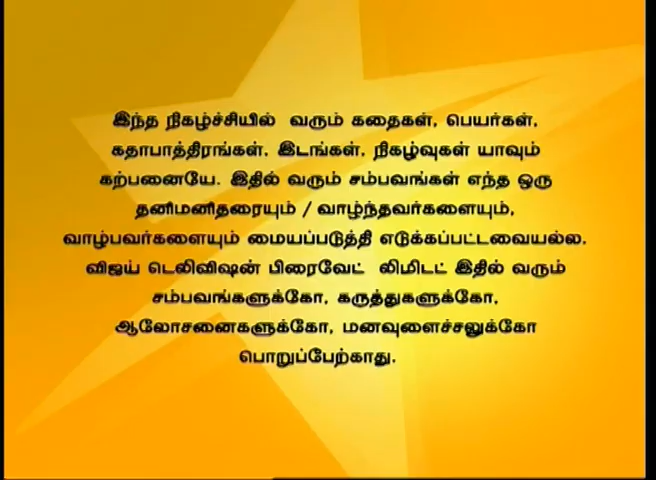 இந்த நிகழ்ச்சியில் வரும் கதைகள், பெயர்கள்,
கதாபாத்திரங்கள். இடங்கள், நிகழ்வுகள் யாவும்
கற்பனையே. இதில் வரும் சம்பவங்கள் எந்த ஒரு
தனிமனிதரையும் / வாழ்ந்தவர்களையும்,
வாழ்பவர்களையும் மையப்படுத்தி எடுக்கப்பட்டவையல்ல.
விஜய் டெலிவிஷன் பிரைவேட் லிமிடட் இதில் வரும்
சம்பவங்களுக்கோ, கருத்துகளுக்கோ,
ஆலோசனைகளுக்கோ, மனவுளைச்சலுக்கோ
பொறுப்பேற்காது.